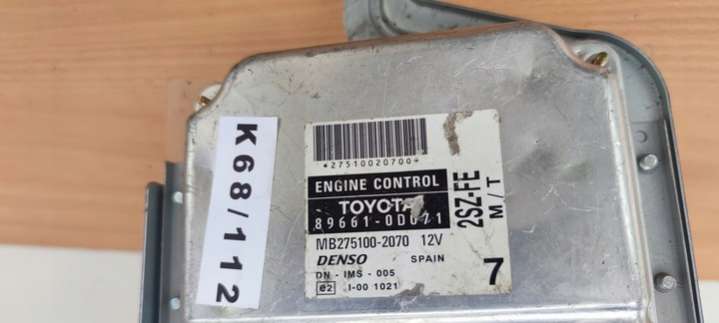 K68/112
*27510020700*
ENGINE CONTROL
TOYOTA
89661-0D071
MB275100-2070 12V
DENSO SPAIN
DN - IMS - 005
e2 I-00 1021
2SZ-FE
M/T
7